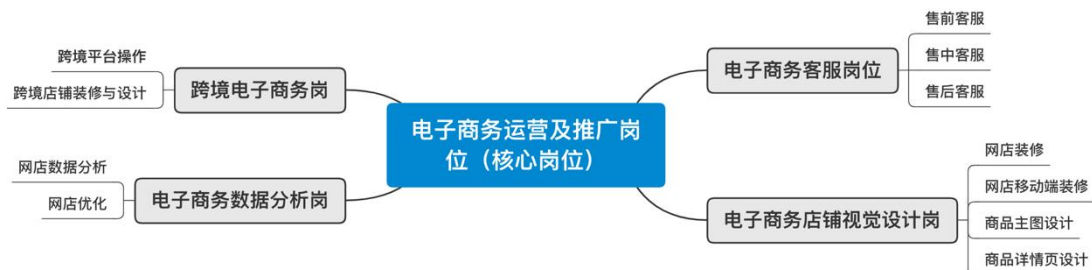 跨境平台操作
跨境店铺装修与设计
跨境电子商务岗
网店数据分析
网店优化
电子商务数据分析岗
电子商务运营及推广岗
位（核心岗位）
电子商务客服岗位
售前客服
售中客服
售后客服
电子商务店铺视觉设计岗
网店装修
网店移动端装修
商品主图设计
商品详情页设计